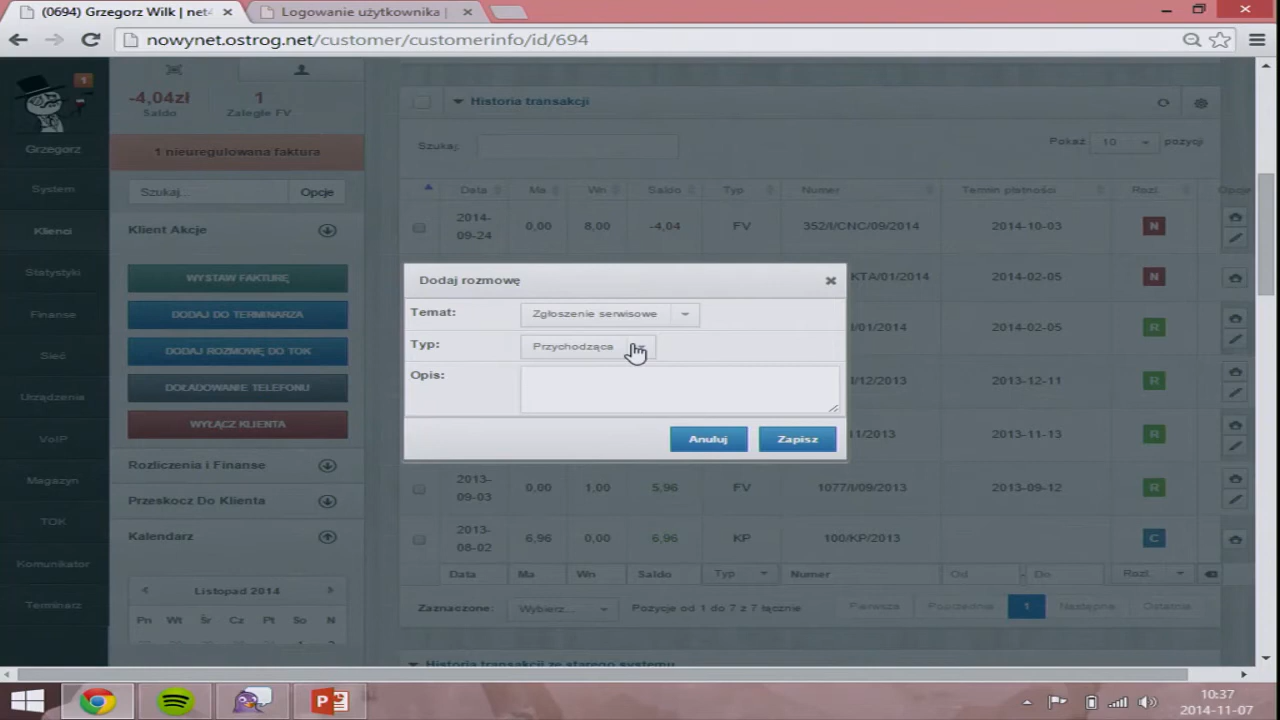 (0694) Grzegorz Wilk | net
Logowanie użytkownika |
nowynet.ostrog.net/customer/customerinfo/id/694
1
Grzegorz
System
Klienci
Statystyki
Finanse
Sieć
Urządzenia
VoIP
Magazyn
TOK
Komunikator
Terminarz
-4,04zł
1
Saldo
Zaległe FV
1 nieuregulowana faktura
Szukaj...
Opcje
Klient Akcje
WYSTAW FAKTURĘ
DODAJ DO TERMINARZA
DODAJ ROZMOWĘ DO TOK
DOŁADOWANIE TELEFONU
WYŁĄCZ KLIENTA
Rozliczenia i Finanse
Przeskocz Do Klienta
Kalendarz
Listopad 2014
Pn Wt Śr Cz Pt So N
Historia transakcji
Szukaj:
Pokaż 10 pozycji
Data Ma Wn Saldo Typ Numer Termin płatności Rozl. Opcje
2014-
09-24
0,00 8,00 -4,04 FV 352/I/CNC/09/2014 2014-10-03 N
KTA/01/2014 2014-02-05 N
I/01/2014 2014-02-05 R
I/12/2013 2013-12-11 R
11/2013 2013-11-13 R
2013-
09-03
0,00 1,00 5,96 FV 1077/I/09/2013 2013-09-12 R
2013-
08-02
6,96 0,00 6,96 KP 100/KP/2013 C
Data Ma Wn Saldo Typ Numer Od - Do Rozl.
Zaznaczone: Wybierz... Pozycje od 1 do 7 z 7 łącznie Pierwsza Poprzednia 1 Następna Ostatnia
Historia transakcji ze starego systemu
Dodaj rozmowę
Temat: Zgłoszenie serwisowe
Typ: Przychodząca
Opis:
Anuluj Zapisz
10:37
2014-11-07